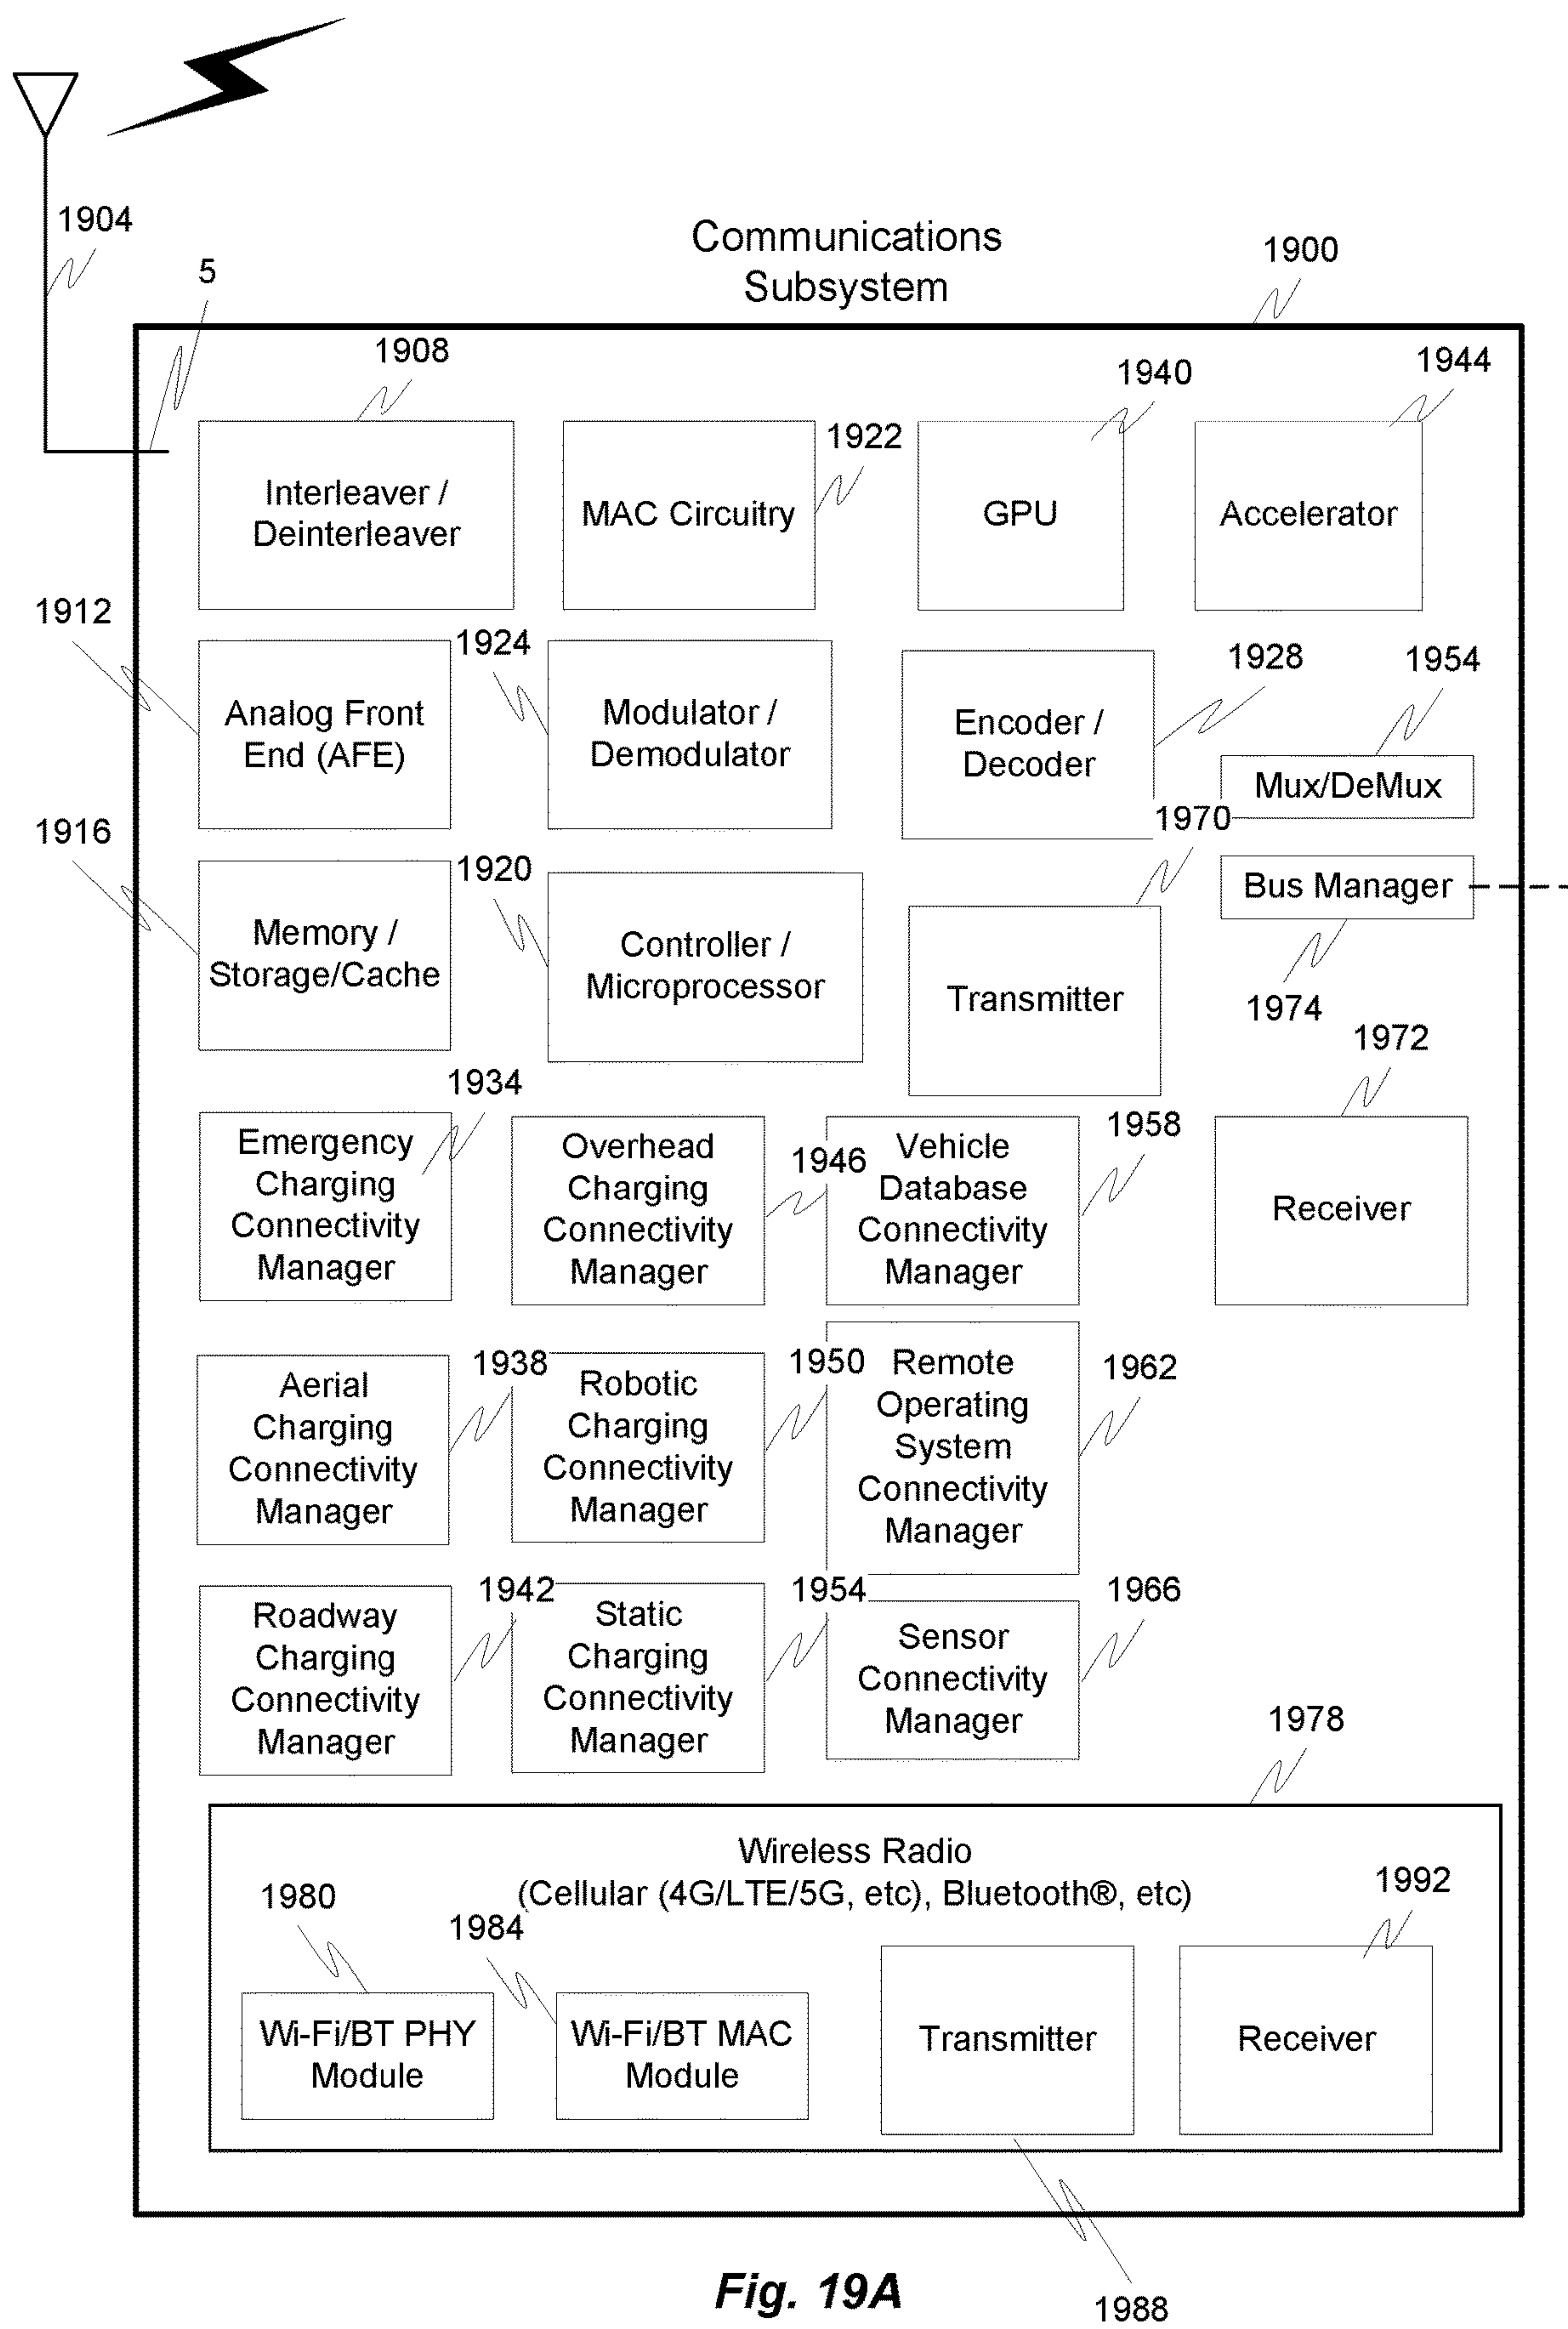 1904
5
Communications
Subsystem
1900
1908
1922
1940
1944
Interleaver /
Deinterleaver
MAC Circuitry
GPU
Accelerator
1912
1924
1928
1954
Analog Front
End (AFE)
Modulator /
Demodulator
Encoder /
Decoder
Mux/DeMux
1916
1920
1970
Bus Manager
1974
Memory /
Storage/Cache
Controller /
Microprocessor
Transmitter
1972
1934
1946
1958
Emergency
Charging
Connectivity
Manager
Overhead
Charging
Connectivity
Manager
Vehicle
Database
Connectivity
Manager
Receiver
1938
1950
1962
Aerial
Charging
Connectivity
Manager
Robotic
Charging
Connectivity
Manager
Remote
Operating
System
Connectivity
Manager
1942
1954
1966
Roadway
Charging
Connectivity
Manager
Static
Charging
Connectivity
Manager
Sensor
Connectivity
Manager
1978
Wireless Radio
(Cellular (4G/LTE/5G, etc), Bluetooth®, etc)
1980
1984
1992
Wi-Fi/BT PHY
Module
Wi-Fi/BT MAC
Module
Transmitter
Receiver
1988
Fig. 19A